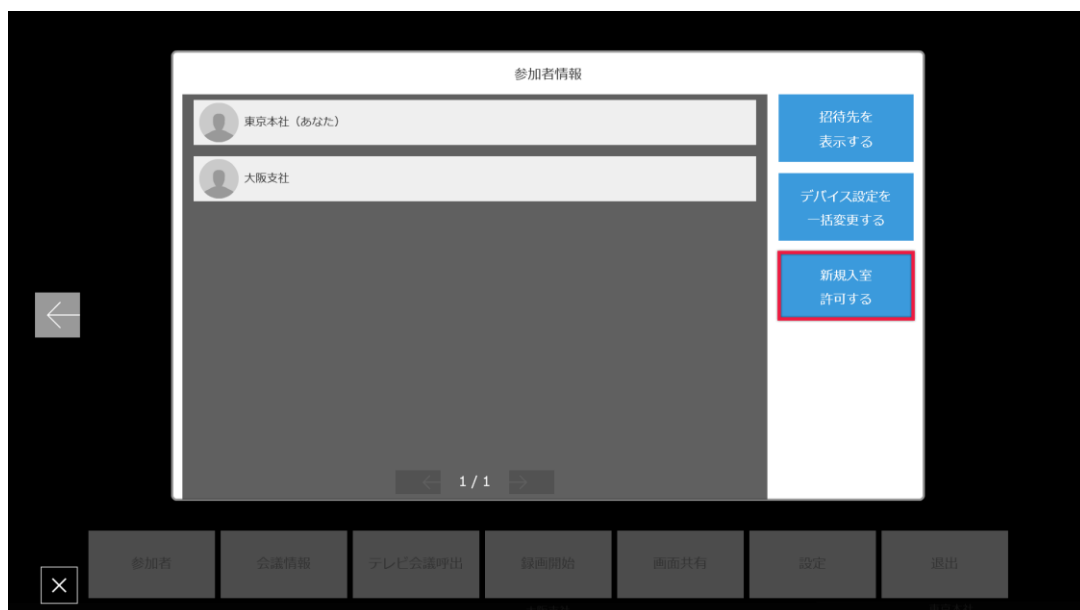 参加者情報
東京本社（あなた）
大阪支社
招待先を
表示する
デバイス設定を
一括変更する
新規入室
許可する
1 / 1
参加者
会議情報
テレビ会議呼出
録画開始
画面共有
設定
退出